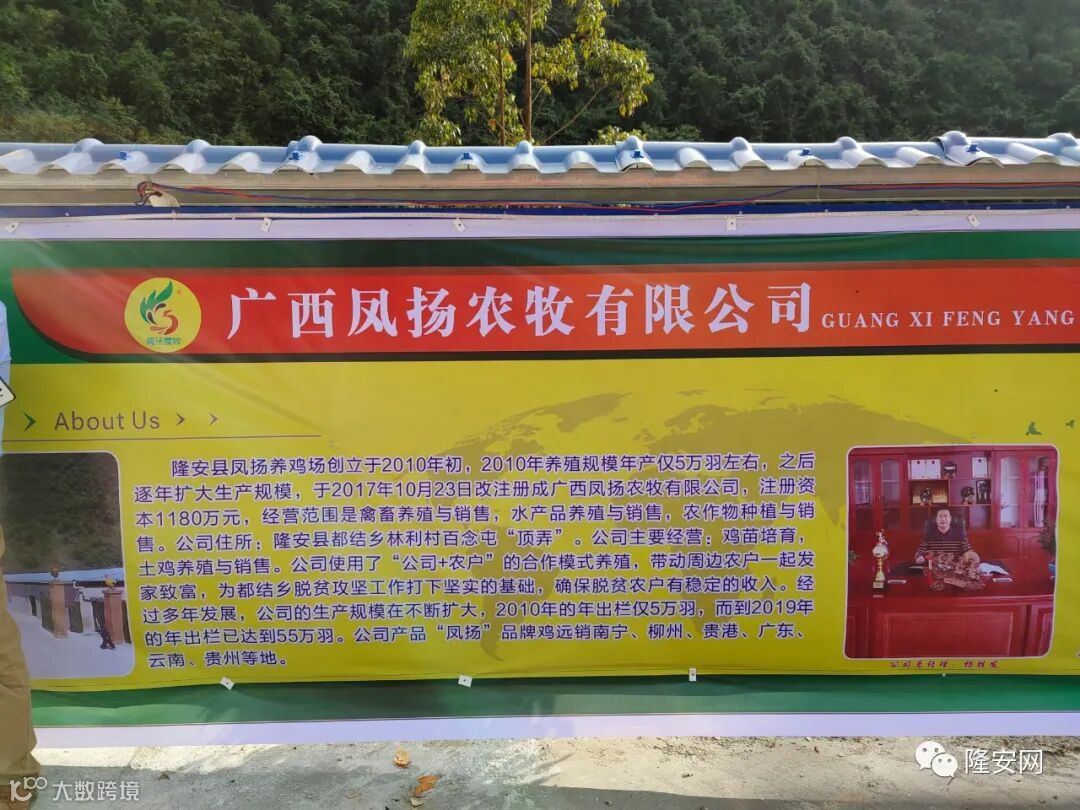 广西凤扬农牧有限公司 GUANG XI FENG YANG
凤扬农牧
About Us
隆安县凤扬养鸡场创立于2010年初，2010年养殖规模年产仅5万羽左右，之后
逐年扩大生产规模，于2017年10月23日改注册成广西凤扬农牧有限公司，注册资
本1180万元，经营范围是禽畜养殖与销售，水产品养殖与销售，农作物种植与销
售。公司住所：隆安县都结乡林利村百念屯“顶弄”。公司主要经营：鸡苗培育，
土鸡养殖与销售。公司使用了“公司+农户”的合作模式养殖，带动周边农户一起发
家致富，为都结乡脱贫攻坚工作打下坚实的基础，确保脱贫农户有稳定的收入。经
过多年发展，公司的生产规模在不断扩大，2010年的年出栏仅5万羽，而到2019年
的年出栏已达到55万羽。公司产品“凤扬”品牌鸡远销南宁、柳州、贵港、广东、
云南、贵州等地。
公司总经理：杨胜发
隆安网
大数跨境